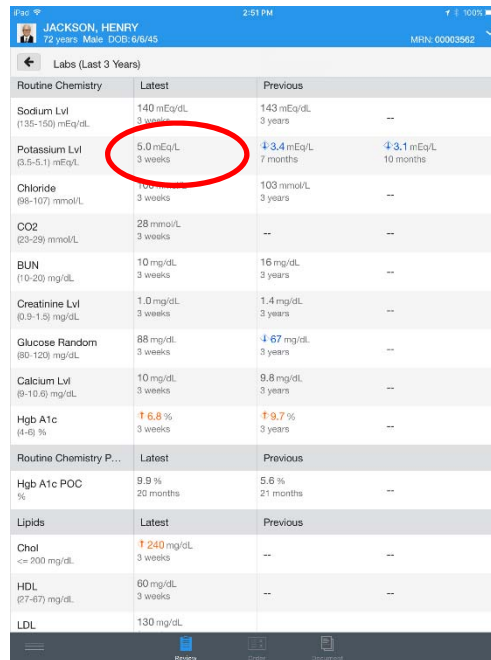 iPad
2:51 PM
100%
JACKSON, HENRY
72 years Male DOB: 6/6/45
MRN: 00003562
Labs (Last 3 Years)
Routine Chemistry Latest Previous
Sodium Lvl 140 mEq/dL 143 mEq/dL --
(135-150) mEq/dL 3 weeks 3 years
Potassium Lvl 5.0 mEq/L 3.4 mEq/L 3.1 mEq/L
(3.5-5.1) mEq/L 3 weeks 7 months 10 months
Chloride mmol/L 103 mmol/L --
(98-107) mmol/L 3 weeks 3 years
CO2 28 mmol/L -- --
(23-29) mmol/L 3 weeks
BUN 10 mg/dL 16 mg/dL --
(10-20) mg/dL 3 weeks 3 years
Creatinine Lvl 1.0 mg/dL 1.4 mg/dL --
(0.9-1.5) mg/dL 3 weeks 3 years
Glucose Random 88 mg/dL 67 mg/dL --
(80-120) mg/dL 3 weeks 3 years
Calcium Lvl 10 mg/dL 9.8 mg/dL --
(9-10.6) mg/dL 3 weeks 3 years
Hgb A1c 6.8 % 9.7 % --
(4-6) % 3 weeks 3 years
Routine Chemistry P... Latest Previous
Hgb A1c POC 9.9 % 5.6 % --
% 20 months 21 months
Lipids Latest Previous
Chol 240 mg/dL -- --
<= 200 mg/dL 3 weeks
HDL 60 mg/dL -- --
(27-67) mg/dL 3 weeks
LDL 130 mg/dL
Review Document